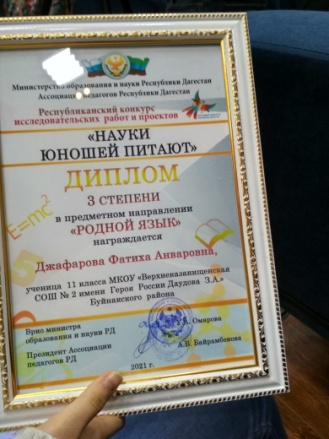 Министерство образования и науки Республики Дагестан
Ассоциация педагогов Республики Дагестан
Республиканский конкурс
исследовательских работ и проектов
«НАУКИ
ЮНОШЕЙ ПИТАЮТ»
ДИПЛОМ
3 СТЕПЕНИ
E=mc²
в предметном направлении
«РОДНОЙ ЯЗЫК»
награждается
Джафарова Фатиха Анваровна,
ученица 11 класса МКОУ «Верхнеказанищенская
СОШ № 2 имени Героя России Даудова З.А.»
Буйнакского района
Врио министра
образования и науки РД
Омарова
Президент Ассоциации
педагогов РД
А.В. Байрамбекова
2021 г.